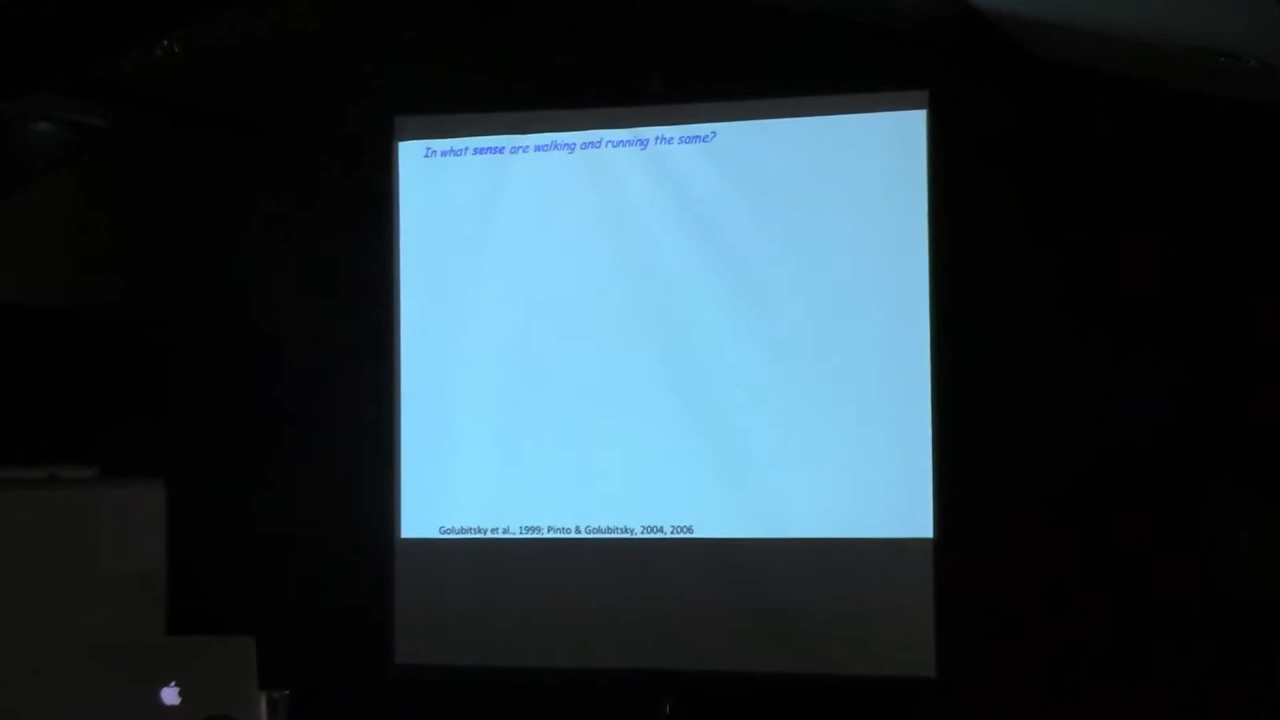 In what sense are walking and running the same?
Golubitsky et al., 1999; Pinto & Golubitsky, 2004, 2006